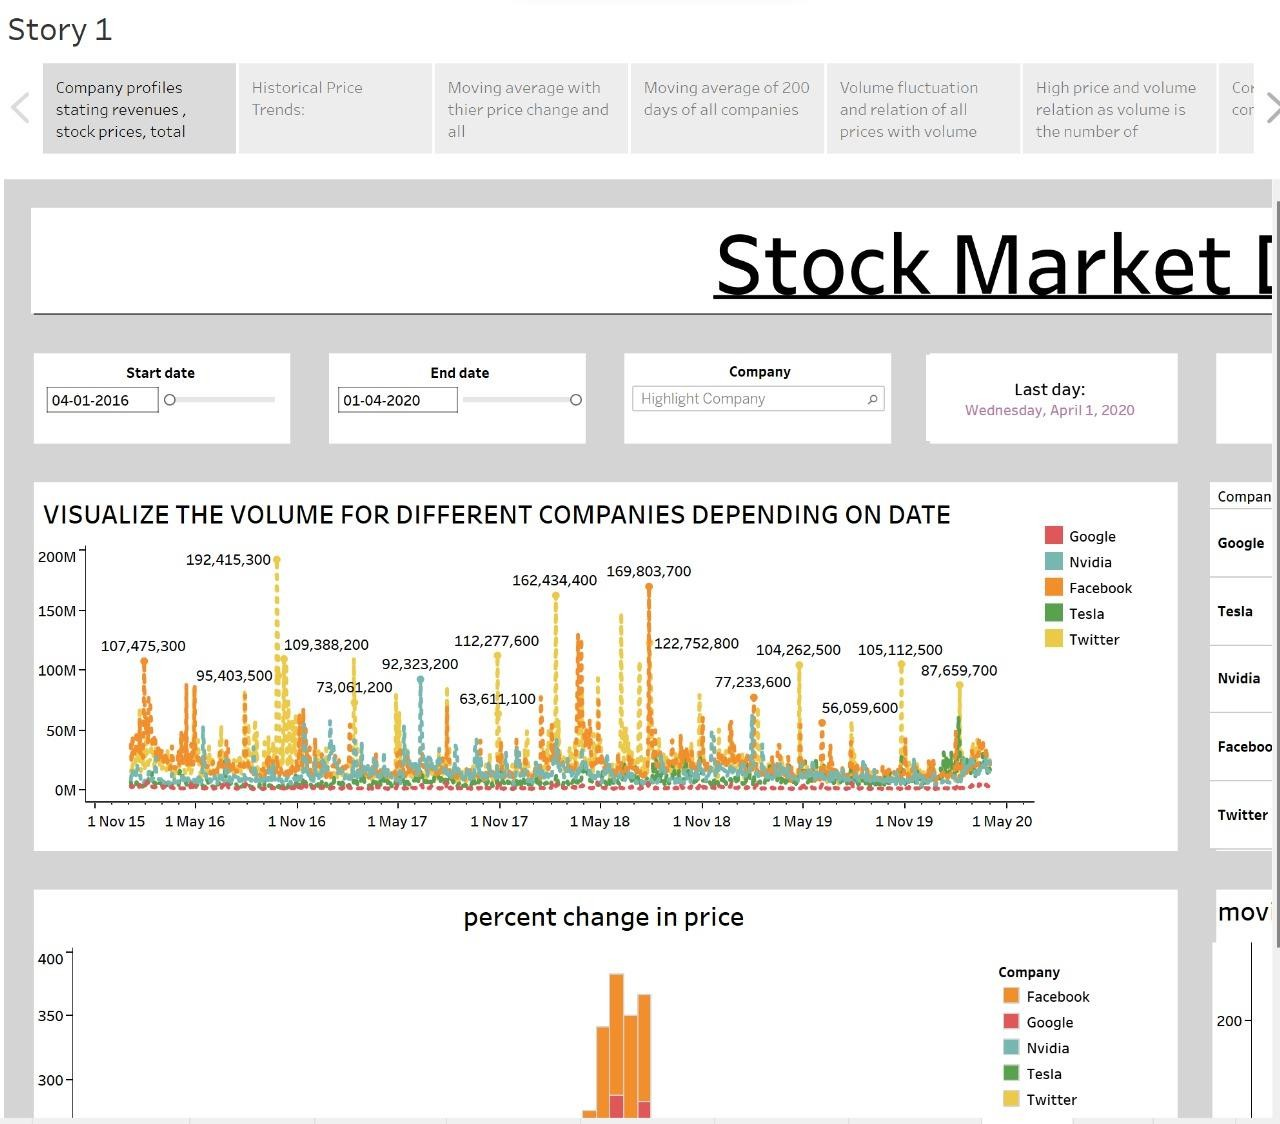 Story 1
Company profiles
stating revenues ,
stock prices, total
Historical Price
Trends:
Moving average with
thier price change and
all
Moving average of 200
days of all companies
Volume fluctuation
and relation of all
prices with volume
High price and volume
relation as volume is
the number of
Cor
cor
Stock Market D
Start date
04-01-2016
End date
01-04-2020
Company
Highlight Company
Last day:
Wednesday, April 1, 2020
VISUALIZE THE VOLUME FOR DIFFERENT COMPANIES DEPENDING ON DATE
200M
150M
100M
50M
0M
192,415,300
162,434,400
169,803,700
107,475,300
109,388,200
112,277,600
122,752,800
104,262,500
105,112,500
95,403,500
92,323,200
87,659,700
73,061,200
63,611,100
77,233,600
56,059,600
1 Nov 15
1 May 16
1 Nov 16
1 May 17
1 Nov 17
1 May 18
1 Nov 18
1 May 19
1 Nov 19
1 May 20
Google
Nvidia
Facebook
Tesla
Twitter
Compan
Google
Tesla
Nvidia
Faceboo
Twitter
percent change in price
400
350
300
Company
Facebook
Google
Nvidia
Tesla
Twitter
movi
200